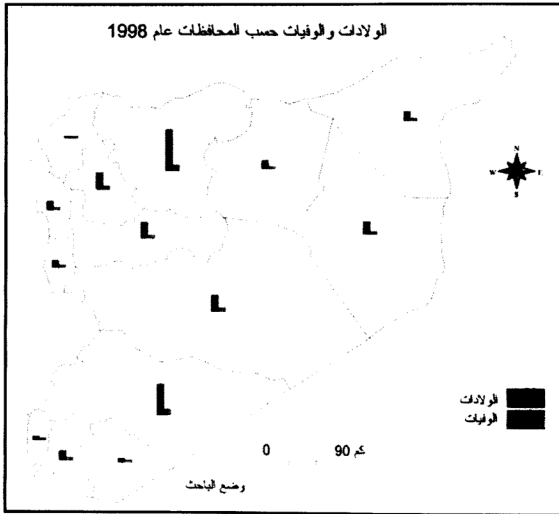 الولادات والوفيات حسب المحافظات عام 1998
N
W E
S
الولادات
الوفيات
0 90 كم
وضع الباحث